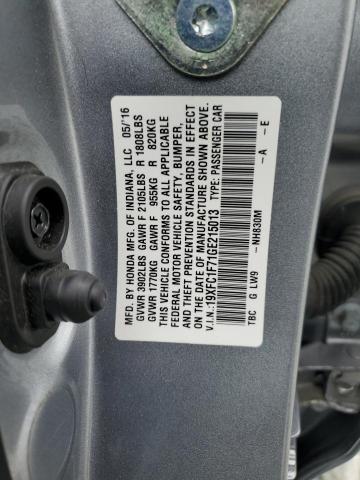 MFD. BY HONDA MFG. OF INDIANA, LLC 05/'16
GVWR 3902LBS GAWR F 2105LBS R 1808LBS
GVWR 1770KG GAWR F 955KG R 820KG
THIS VEHICLE CONFORMS TO ALL APPLICABLE
FEDERAL MOTOR VEHICLE SAFETY, BUMPER,
AND THEFT PREVENTION STANDARDS IN EFFECT
ON THE DATE OF MANUFACTURE SHOWN ABOVE.
V.I.N.:19XFC1F71GE215013 TYPE: PASSENGER CAR
NH830M - A - E
TBC G LW9